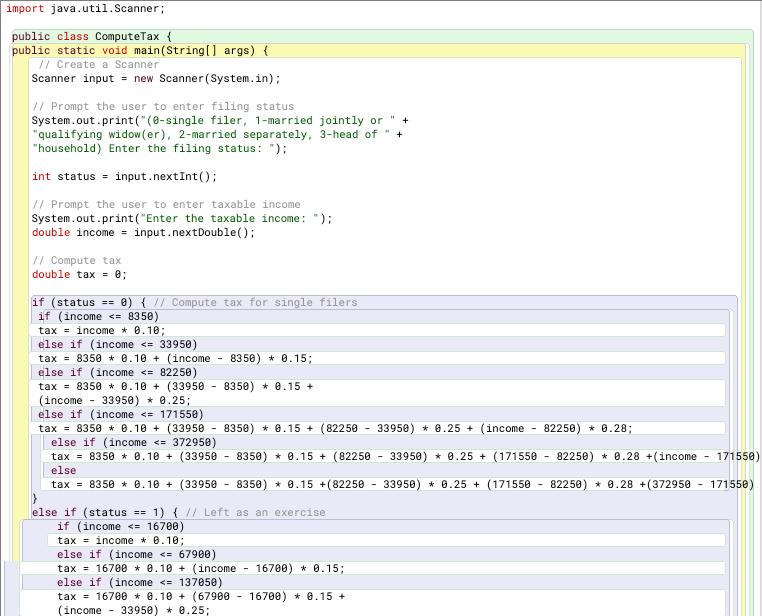 import java.util.Scanner;
public class ComputeTax {
public static void main(String[] args) {
// Create a Scanner
Scanner input = new Scanner(System.in);
// Prompt the user to enter filing status
System.out.print("(0-single filer, 1-married jointly or " +
"qualifying widow(er), 2-married separately, 3-head of " +
"household) Enter the filing status: ");
int status = input.nextInt();
// Prompt the user to enter taxable income
System.out.print("Enter the taxable income: ");
double income = input.nextDouble();
// Compute tax
double tax = 0;
if (status == 0) { // Compute tax for single filers
if (income <= 8350)
tax = income * 0.10;
else if (income <= 33950)
tax = 8350 * 0.10 + (income - 8350) * 0.15;
else if (income <= 82250)
tax = 8350 * 0.10 + (33950 - 8350) * 0.15 +
(income - 33950) * 0.25;
else if (income <= 171550)
tax = 8350 * 0.10 + (33950 - 8350) * 0.15 + (82250 - 33950) * 0.25 + (income - 82250) * 0.28;
else if (income <= 372950)
tax = 8350 * 0.10 + (33950 - 8350) * 0.15 + (82250 - 33950) * 0.25 + (171550 - 82250) * 0.28 +(income - 171550)
else
tax = 8350 * 0.10 + (33950 - 8350) * 0.15 +(82250 - 33950) * 0.25 + (171550 - 82250) * 0.28 +(372950 - 171550)
}
else if (status == 1) { // Left as an exercise
if (income <= 16700)
tax = income * 0.10;
else if (income <= 67900)
tax = 16700 * 0.10 + (income - 16700) * 0.15;
else if (income <= 137050)
tax = 16700 * 0.10 + (67900 - 16700) * 0.15 +
(income - 33950) * 0.25;